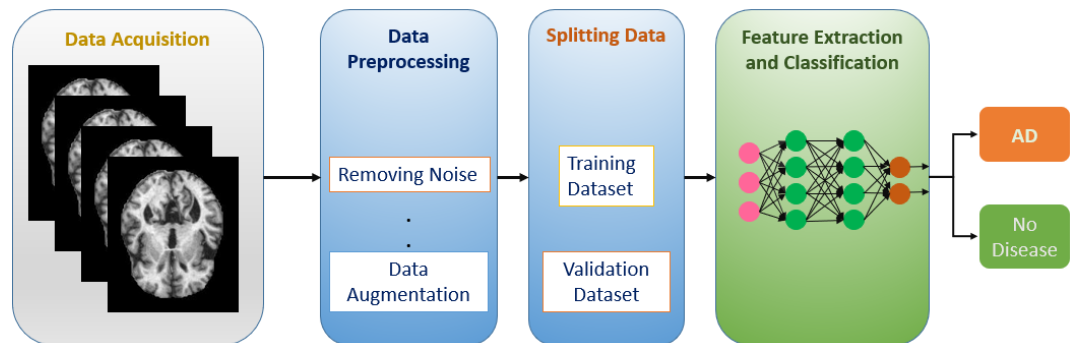 Data Acquisition
Data
Preprocessing
Removing Noise
.
.
Data
Augmentation
Splitting Data
Training
Dataset
Validation
Dataset
Feature Extraction
and Classification
AD
No
Disease